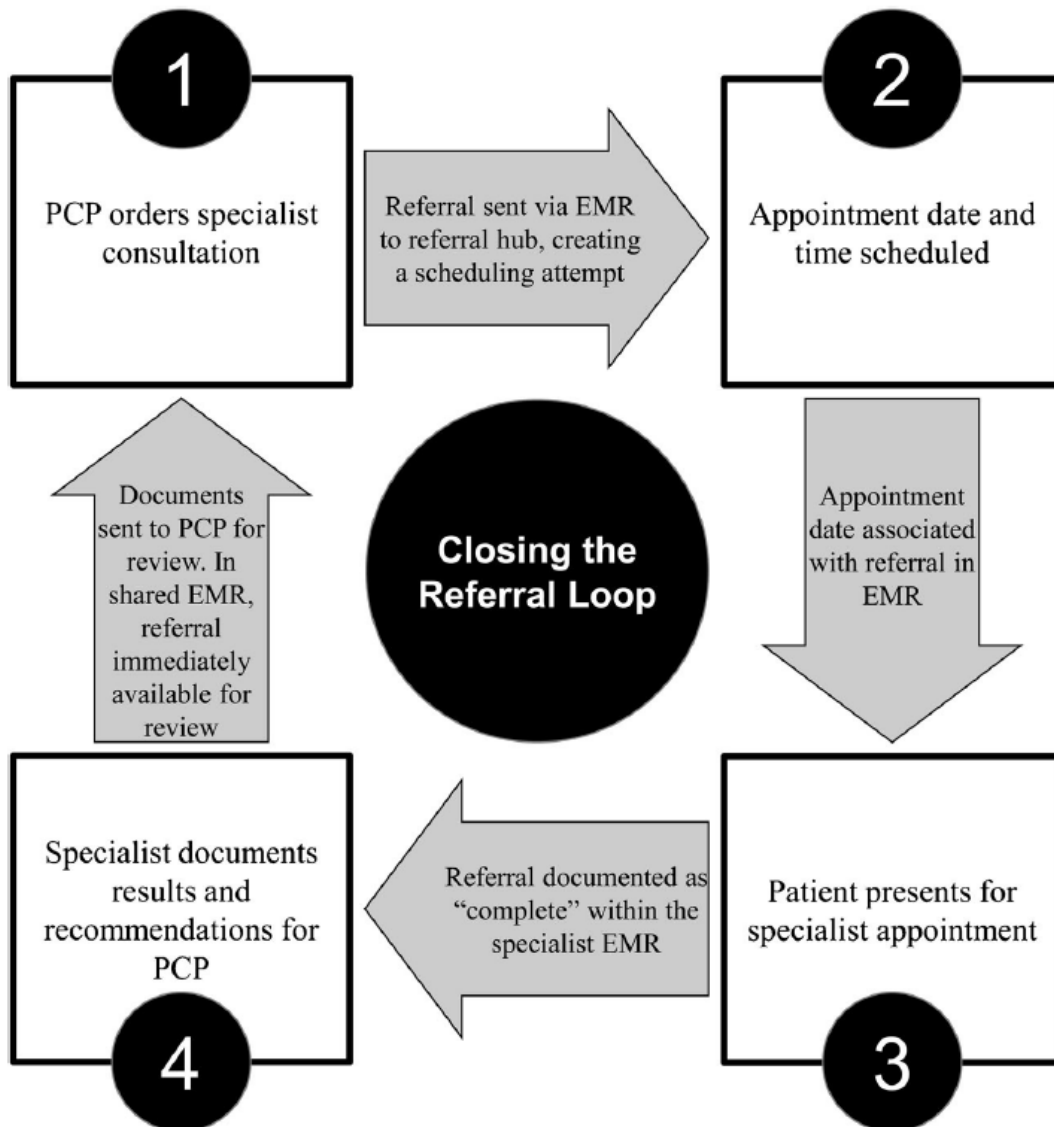 1
PCP orders specialist
consultation
Referral sent via EMR
to referral hub, creating
a scheduling attempt
2
Appointment date and
time scheduled
Appointment
date associated
with referral in
EMR
Closing the
Referral Loop
Patient presents for
specialist appointment
3
Referral documented as
“complete” within the
specialist EMR
Specialist documents
results and
recommendations for
PCP
4
Documents
sent to PCP for
review. In
shared EMR,
referral
immediately
available for
review